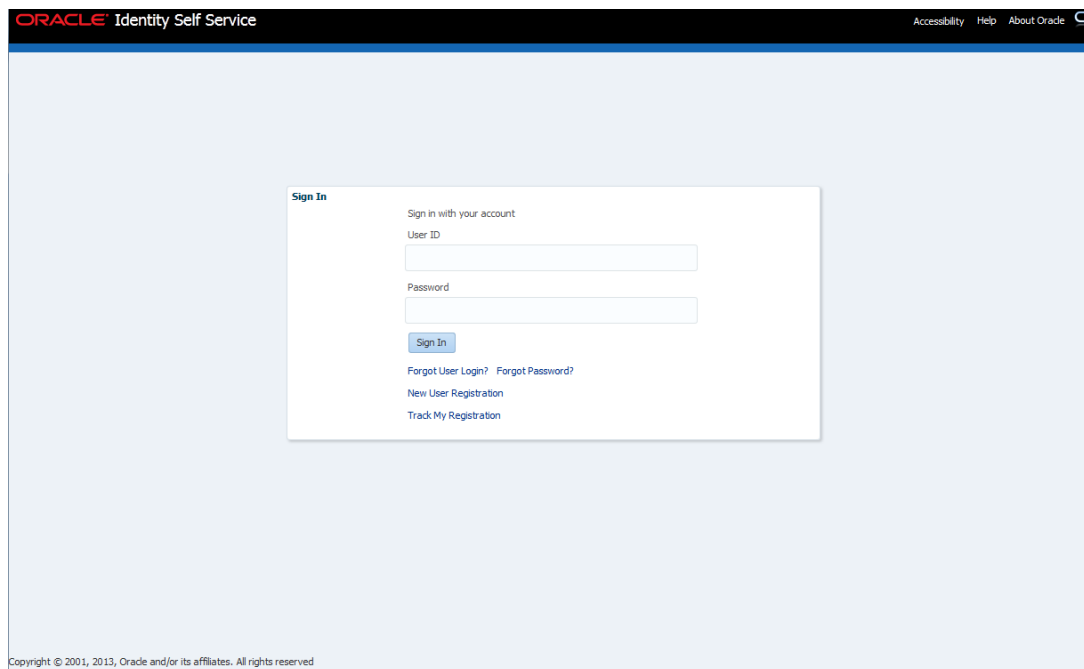 ORACLE Identity Self Service
Accessibility Help About Oracle
Sign In
Sign in with your account
User ID
Password
Sign In
Forgot User Login? Forgot Password?
New User Registration
Track My Registration
Copyright © 2001, 2013, Oracle and/or its affiliates. All rights reserved